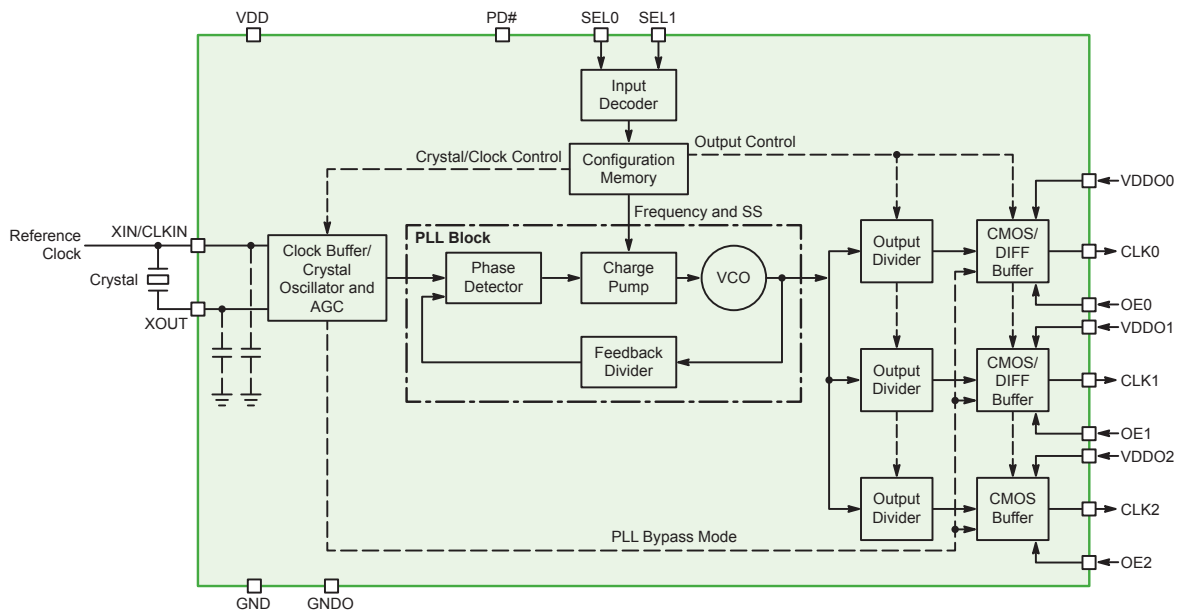 VDD
PD#
SEL0
SEL1
Input
Decoder
Crystal/Clock Control
Configuration
Memory
Output Control
VDDO0
Frequency and SS
Reference
Clock
XIN/CLKIN
Crystal
XOUT
Clock Buffer/
Crystal
Oscillator and
AGC
PLL Block
Phase
Detector
Charge
Pump
VCO
Feedback
Divider
Output
Divider
CMOS/
DIFF
Buffer
CLK0
OE0
VDDO1
Output
Divider
CMOS/
DIFF
Buffer
CLK1
OE1
VDDO2
Output
Divider
CMOS
Buffer
CLK2
PLL Bypass Mode
OE2
GND
GNDO